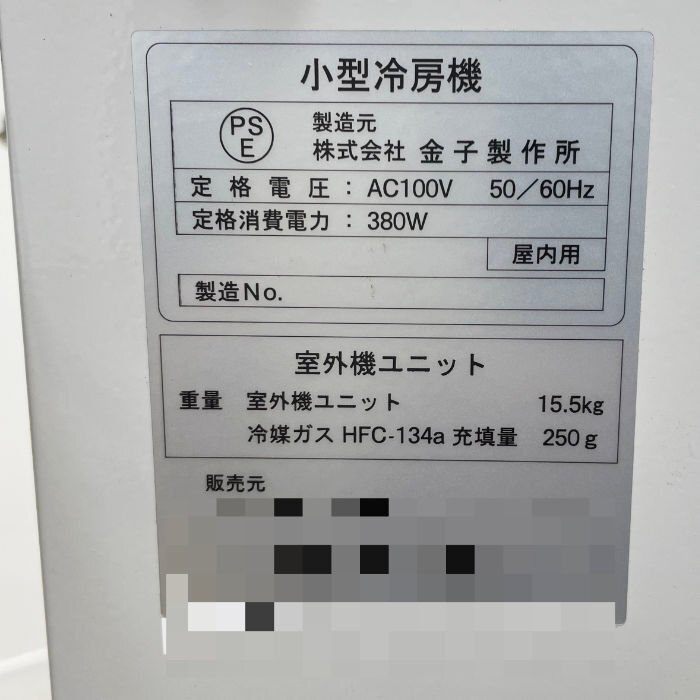 小型冷房機
PS
E
製造元
株式会社 金子製作所
定格電圧：AC100V 50／60Hz
定格消費電力：380W
屋内用
製造No.
室外機ユニット
重量 室外機ユニット 15.5kg
冷媒ガス HFC-134a 充填量 250g
販売元